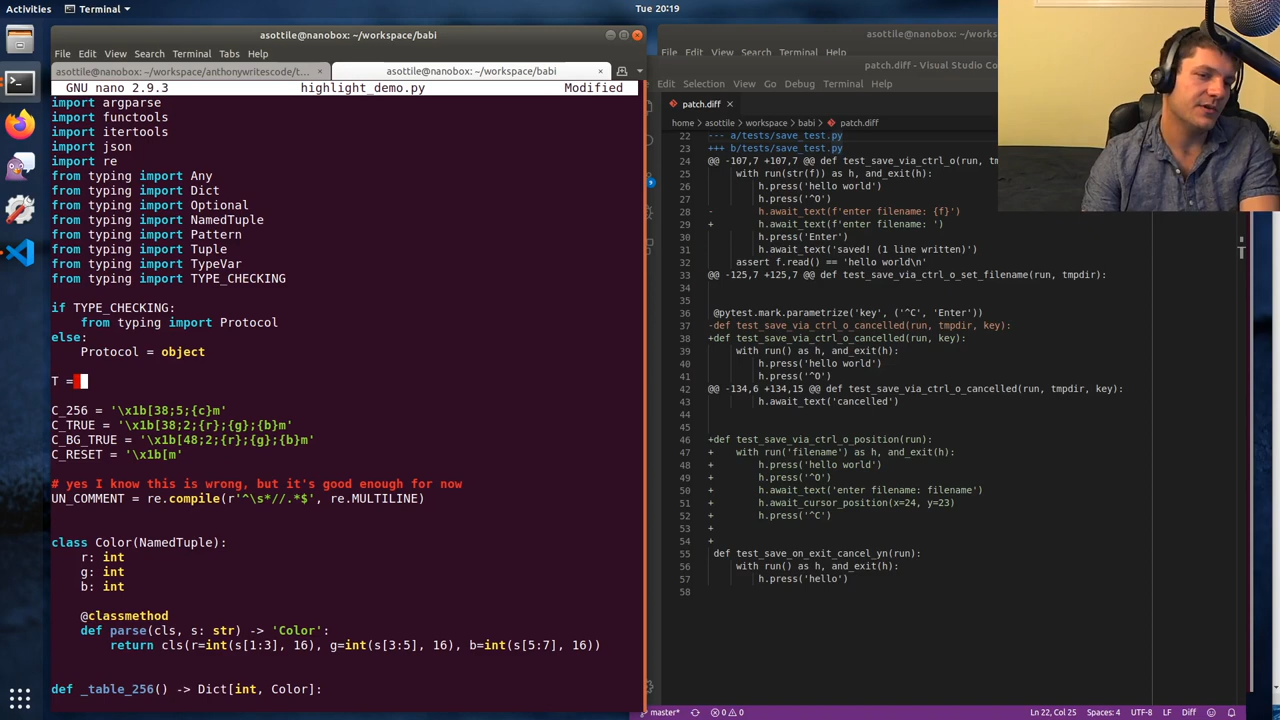 Activities
Terminal
Tue 20:19
asottile@nanobox: ~/workspace/babi
File Edit View Search Terminal Tabs Help
asottile@nanobox: ~/workspace/anthonywritescode/t... ×
asottile@nanobox: ~/workspace/babi ×
GNU nano 2.9.3 highlight_demo.py Modified
import argparse
import functools
import itertools
import json
import re
from typing import Any
from typing import Dict
from typing import Optional
from typing import NamedTuple
from typing import Pattern
from typing import Tuple
from typing import TypeVar
from typing import TYPE_CHECKING
if TYPE_CHECKING:
    from typing import Protocol
else:
    Protocol = object
T =
C_256 = '\x1b[38;5;{c}m'
C_TRUE = '\x1b[38;2;{r};{g};{b}m'
C_BG_TRUE = '\x1b[48;2;{r};{g};{b}m'
C_RESET = '\x1b[m'
# yes I know this is wrong, but it's good enough for now
UN_COMMENT = re.compile(r'^\s*//.*$', re.MULTILINE)
class Color(NamedTuple):
    r: int
    g: int
    b: int
    @classmethod
    def parse(cls, s: str) -> 'Color':
        return cls(r=int(s[1:3], 16), g=int(s[3:5], 16), b=int(s[5:7], 16))
def _table_256() -> Dict[int, Color]:
asottile@nanobox: ~/works
File Edit View Search Terminal Help
patch.diff - Visual Studio Co
Selection View Go Debug Terminal Help
patch.diff ×
home > asottile > workspace > babi > patch.diff
22 --- a/tests/save_test.py
23 +++ b/tests/save_test.py
24 @@ -107,7 +107,7 @@ def test_save_via_ctrl_o(run, tm
25     with run(str(f)) as h, and_exit(h):
26         h.press('hello world')
27         h.press('^O')
28 -        h.await_text(f'enter filename: {f}')
29 +        h.await_text(f'enter filename: ')
30         h.press('Enter')
31         h.await_text('saved! (1 line written)')
32     assert f.read() == 'hello world\n'
33 @@ -125,7 +125,7 @@ def test_save_via_ctrl_o_set_filename(run, tmpdir):
34
35
36 @pytest.mark.parametrize('key', ('^C', 'Enter'))
37 -def test_save_via_ctrl_o_cancelled(run, tmpdir, key):
38 +def test_save_via_ctrl_o_cancelled(run, key):
39     with run() as h, and_exit(h):
40         h.press('hello world')
41         h.press('^O')
42 @@ -134,6 +134,15 @@ def test_save_via_ctrl_o_cancelled(run, tmpdir, key):
43         h.await_text('cancelled')
44
45
46 +def test_save_via_ctrl_o_position(run):
47 +    with run('filename') as h, and_exit(h):
48 +        h.press('hello world')
49 +        h.press('^O')
50 +        h.await_text('enter filename: filename')
51 +        h.await_cursor_position(x=24, y=23)
52 +        h.press('^C')
53 +
54 +
55 def test_save_on_exit_cancel_yn(run):
56     with run() as h, and_exit(h):
57         h.press('hello')
58
master* 0 0 Ln 22, Col 25 Spaces: 4 UTF-8 LF Diff